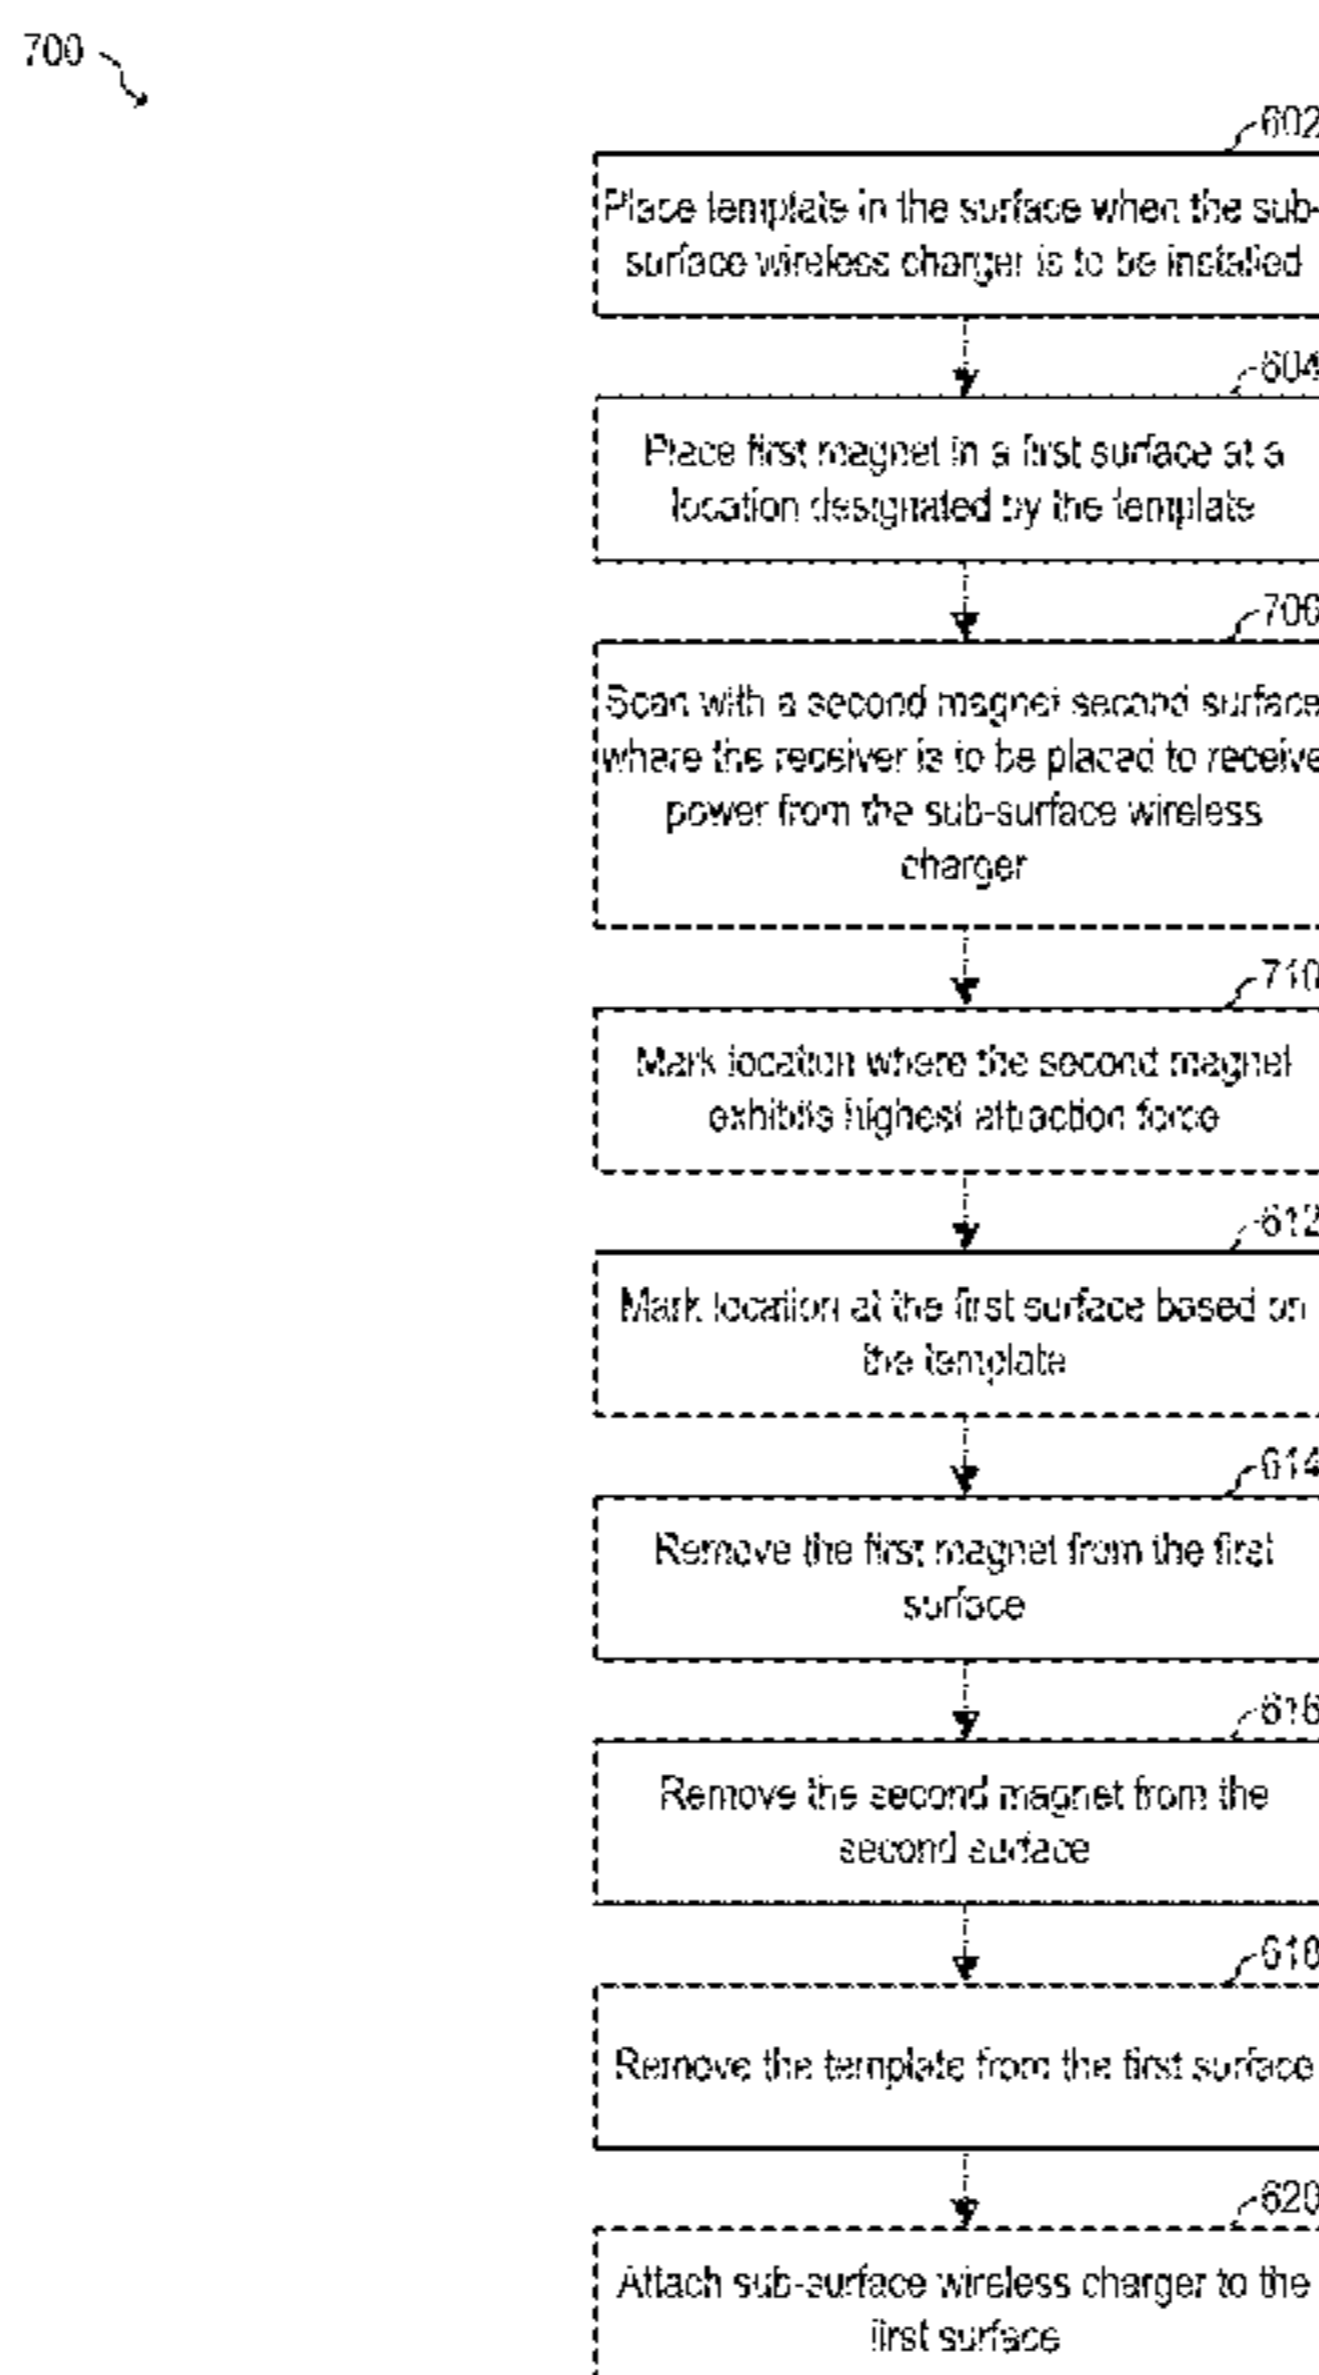 700
602
Place template in the surface when the sub-
surface wireless charger is to be installed
604
Place first magnet in a first surface at a
location designated by the template
706
Scan with a second magnet second surface
where the receiver is to be placed to receive
power from the sub-surface wireless
charger
710
Mark location where the second magnet
exhibits highest attraction force
612
Mark location at the first surface based on
the template
614
Remove the first magnet from the first
surface
616
Remove the second magnet from the
second surface
618
Remove the template from the first surface
620
Attach sub-surface wireless charger to the
first surface